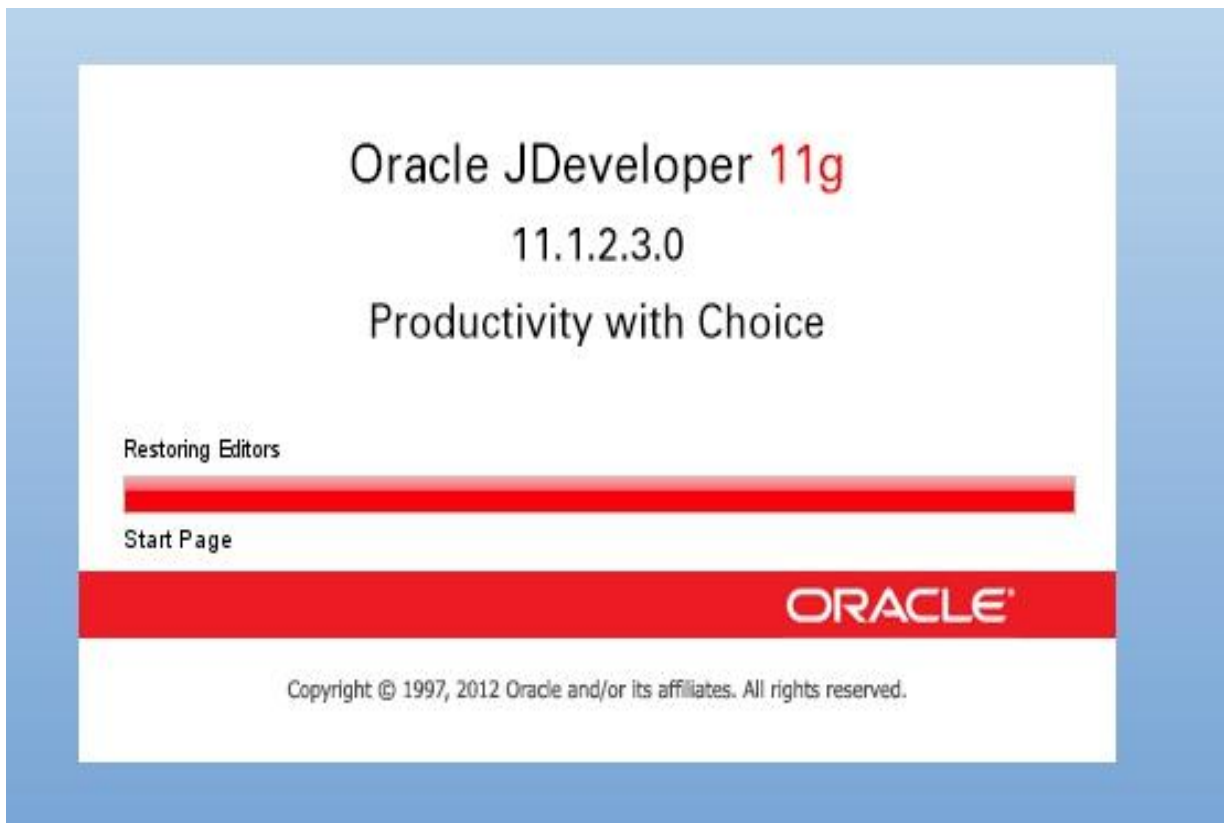 Oracle JDeveloper 11g
11.1.2.3.0
Productivity with Choice
Restoring Editors
Start Page
ORACLE®
Copyright © 1997, 2012 Oracle and/or its affiliates. All rights reserved.